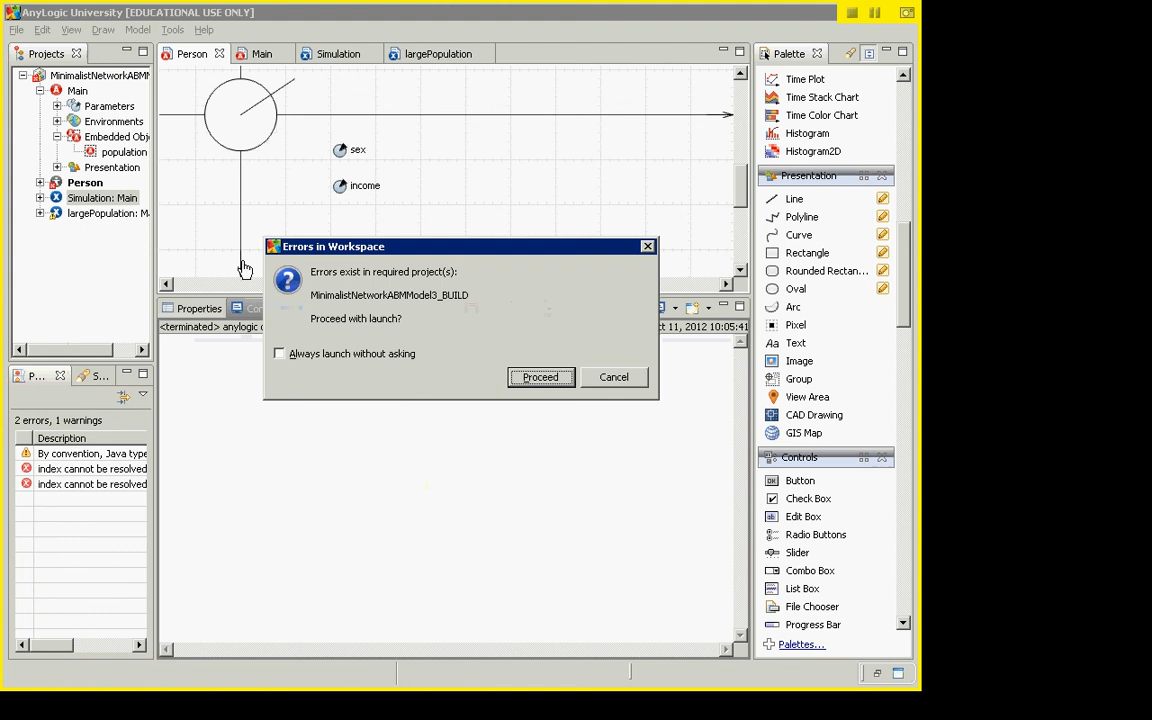 AnyLogic University [EDUCATIONAL USE ONLY]
File Edit View Draw Model Tools Help
Projects
Person Main Simulation largePopulation
Palette
MinimalistNetworkABMM
Main
Parameters
Environments
Embedded Obj
population
Presentation
Person
Simulation: Main
largePopulation: M
sex
income
Errors in Workspace
Errors exist in required project(s):
MinimalistNetworkABMModel3_BUILD
Proceed with launch?
Always launch without asking
Proceed Cancel
Properties Con
<terminated> anylogic c
ct 11, 2012 10:05:41
P... S...
2 errors, 1 warnings
Description
By convention, Java type
index cannot be resolved
index cannot be resolved
Time Plot
Time Stack Chart
Time Color Chart
Histogram
Histogram2D
Presentation
Line
Polyline
Curve
Rectangle
Rounded Rectan...
Oval
Arc
Pixel
Text
Image
Group
View Area
CAD Drawing
GIS Map
Controls
Button
Check Box
Edit Box
Radio Buttons
Slider
Combo Box
List Box
File Chooser
Progress Bar
Palettes...